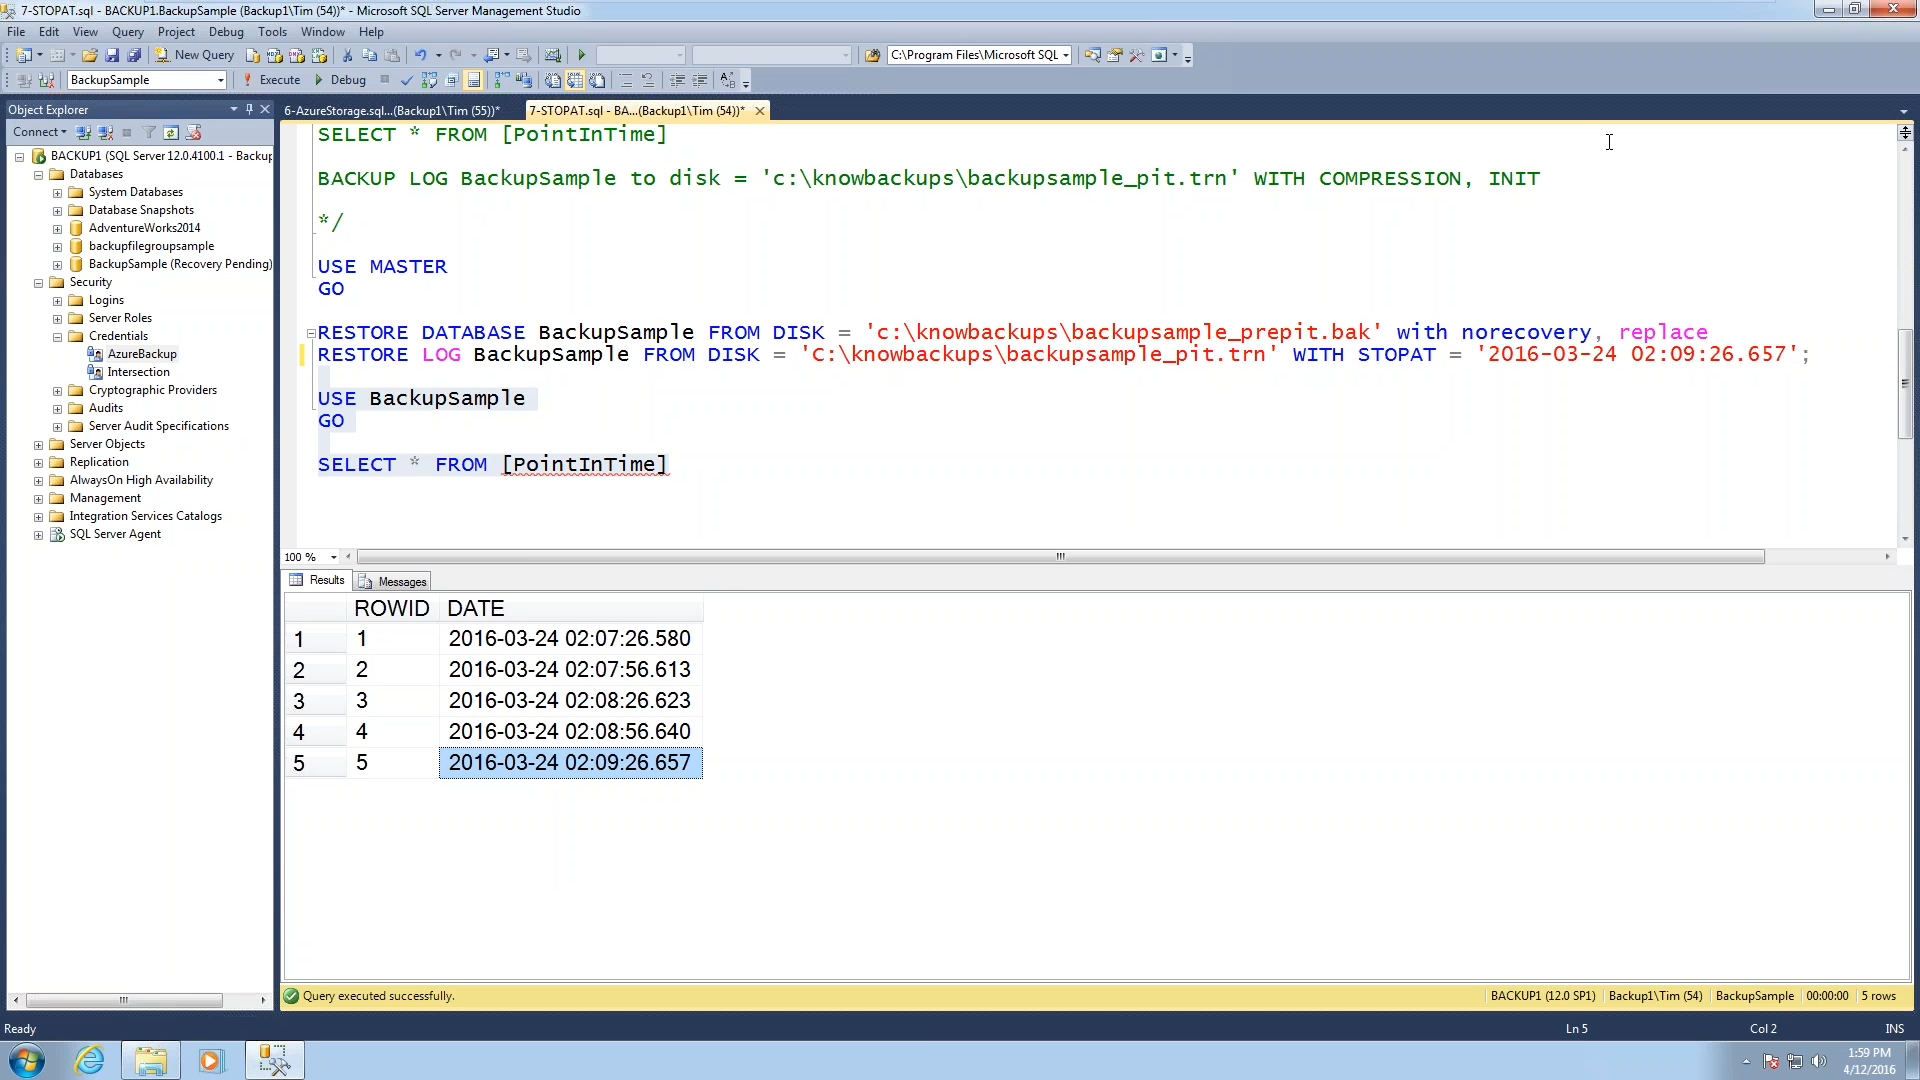 7-STOPAT.sql - BACKUP1.BackupSample (Backup1\Tim (54))* - Microsoft SQL Server Management Studio
File Edit View Query Project Debug Tools Window Help
New Query C:\Program Files\Microsoft SQL
BackupSample Execute Debug
Object Explorer
6-AzureStorage.sql...(Backup1\Tim (55))* 7-STOPAT.sql - BA...(Backup1\Tim (54))*
Connect
BACKUP1 (SQL Server 12.0.4100.1 - Backup
Databases
System Databases
Database Snapshots
AdventureWorks2014
backupfilegroupsample
BackupSample (Recovery Pending)
Security
Logins
Server Roles
Credentials
AzureBackup
Intersection
Cryptographic Providers
Audits
Server Audit Specifications
Server Objects
Replication
AlwaysOn High Availability
Management
Integration Services Catalogs
SQL Server Agent
SELECT * FROM [PointInTime]
BACKUP LOG BackupSample to disk = 'c:\knowbackups\backupsample_pit.trn' WITH COMPRESSION, INIT
*/
USE MASTER
GO
RESTORE DATABASE BackupSample FROM DISK = 'c:\knowbackups\backupsample_prepit.bak' with norecovery, replace
RESTORE LOG BackupSample FROM DISK = 'C:\knowbackups\backupsample_pit.trn' WITH STOPAT = '2016-03-24 02:09:26.657';
USE BackupSample
GO
SELECT * FROM [PointInTime]
100 %
Results Messages
ROWID DATE
1 1 2016-03-24 02:07:26.580
2 2 2016-03-24 02:07:56.613
3 3 2016-03-24 02:08:26.623
4 4 2016-03-24 02:08:56.640
5 5 2016-03-24 02:09:26.657
Query executed successfully. BACKUP1 (12.0 SP1) Backup1\Tim (54) BackupSample 00:00:00 5 rows
Ready Ln 5 Col 2 INS
1:59 PM
4/12/2016